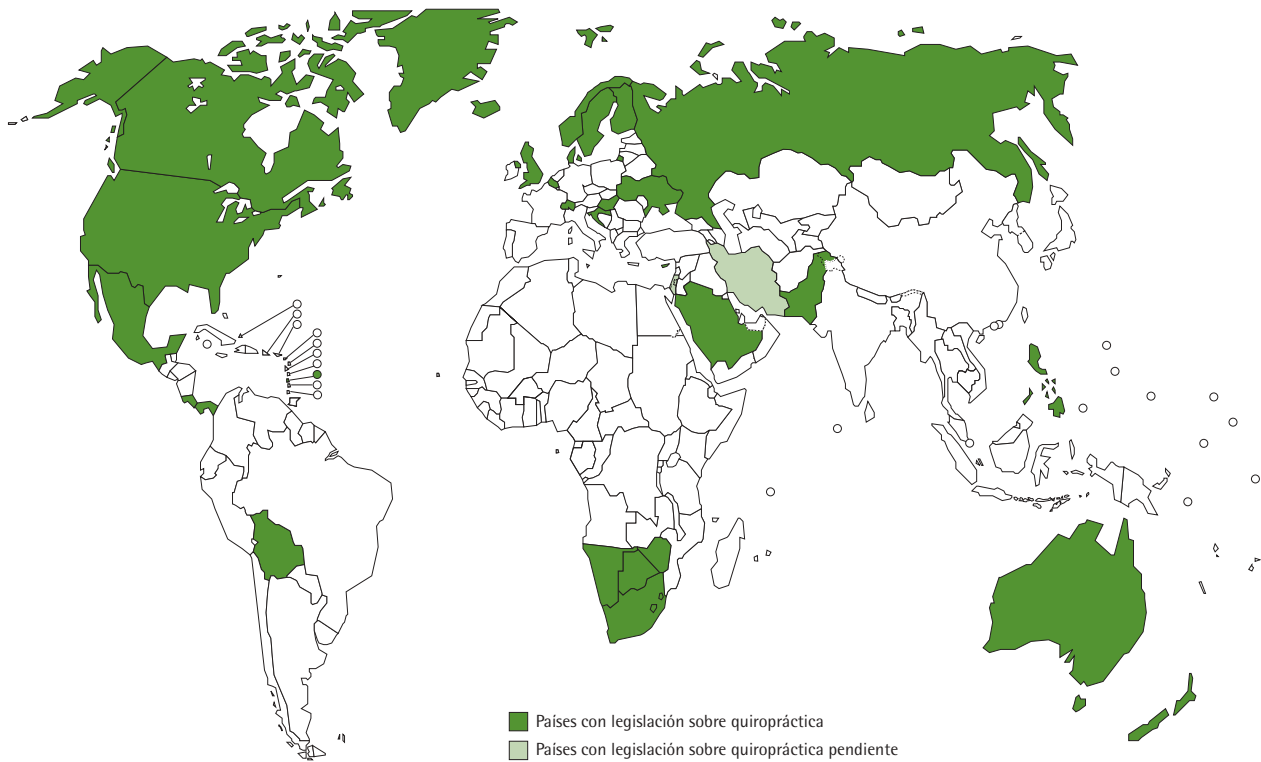 Países con legislación sobre quiropráctica
Países con legislación sobre quiropráctica pendiente